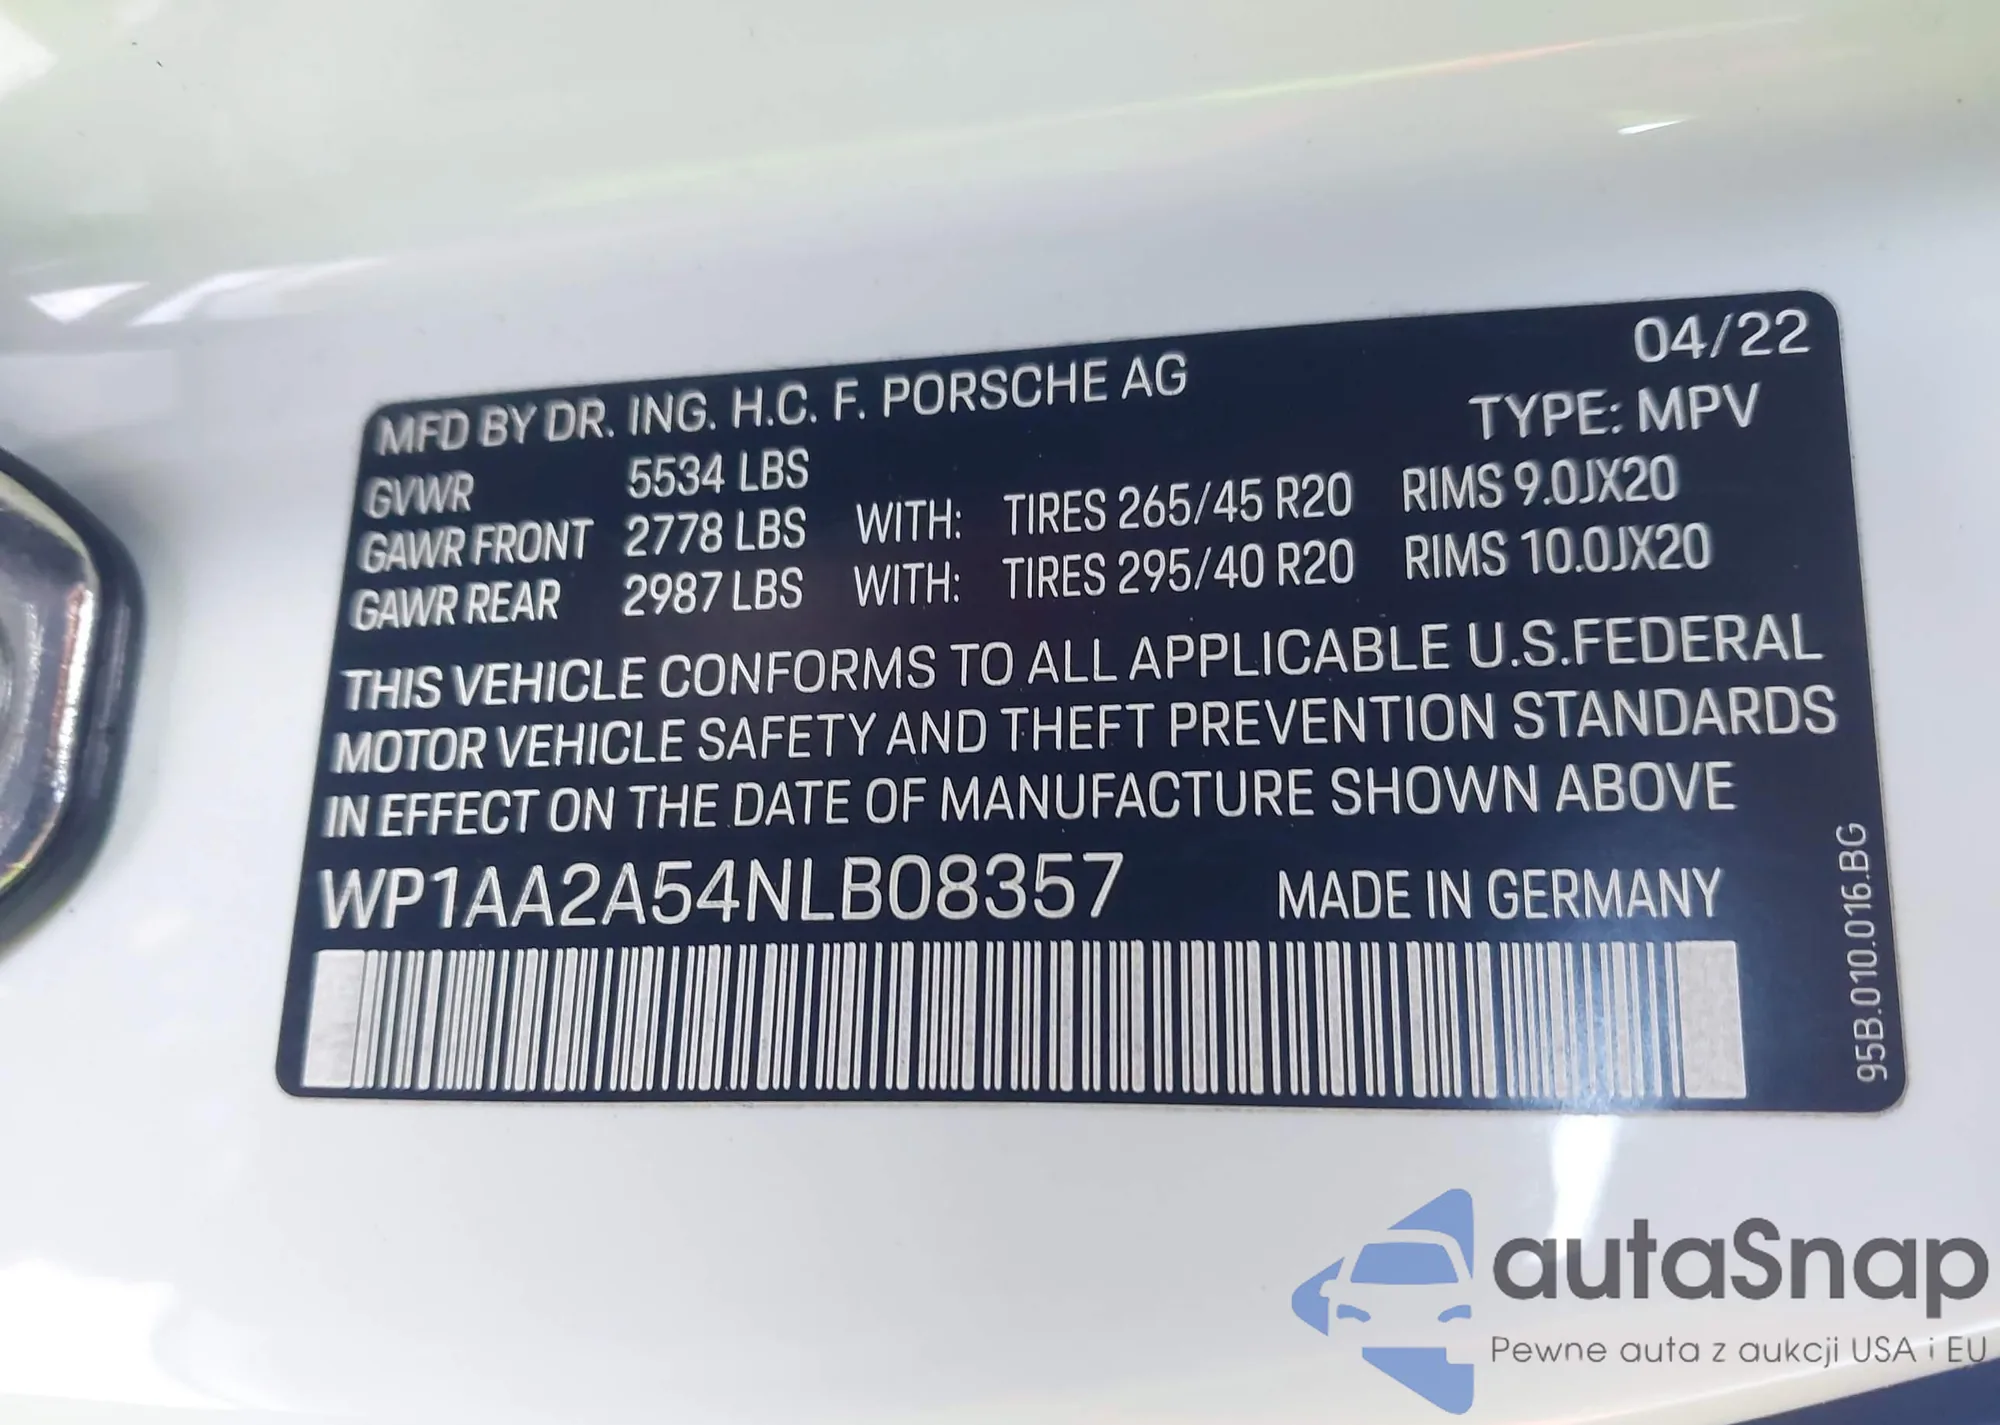 04/22
MFD BY DR. ING. H.C. F. PORSCHE AG
TYPE: MPV
GVWR 5534 LBS
GAWR FRONT 2778 LBS WITH: TIRES 265/45 R20 RIMS 9.0JX20
GAWR REAR 2987 LBS WITH: TIRES 295/40 R20 RIMS 10.0JX20
THIS VEHICLE CONFORMS TO ALL APPLICABLE U.S.FEDERAL
MOTOR VEHICLE SAFETY AND THEFT PREVENTION STANDARDS
IN EFFECT ON THE DATE OF MANUFACTURE SHOWN ABOVE
WP1AA2A54NLB08357 MADE IN GERMANY
95B.010.016.BG
autaSnap
Pewne auta z aukcji USA i EU